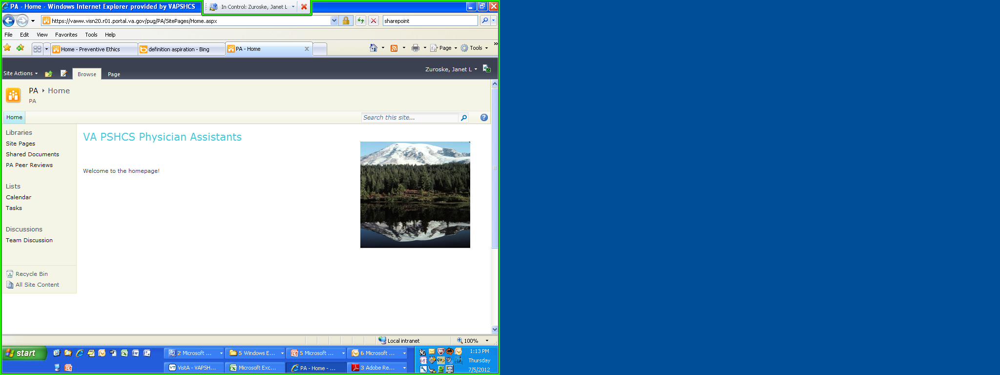 PA - Home - Windows Internet Explorer provided by VAPSHCS
In Control: Zuroske, Janet L
https://vaww.visn20.r01.portal.va.gov/pug/PA/SitePages/Home.aspx
sharepoint
File Edit View Favorites Tools Help
Home - Preventive Ethics
definition aspiration - Bing
PA - Home
Page
Tools
Site Actions
Browse
Page
Zuroske, Janet L
PA Home
PA
Home
Search this site...
Libraries
Site Pages
Shared Documents
PA Peer Reviews
Lists
Calendar
Tasks
Discussions
Team Discussion
Recycle Bin
All Site Content
VA PSHCS Physician Assistants
Welcome to the homepage!
Local intranet
100%
start
2 Microsoft ...
5 Windows E...
5 Microsoft ...
6 Microsoft ...
VistA - VAPSH...
Microsoft Exc...
PA - Home - ...
3 Adobe Re...
1:13 PM
Thursday
7/5/2012